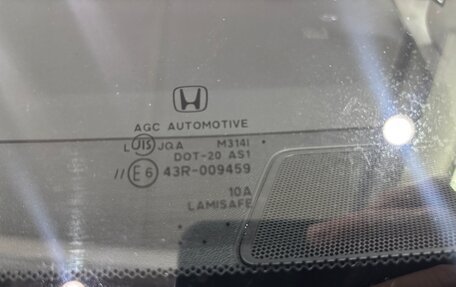 AGC AUTOMOTIVE
L JIS JQA M314I
DOT-20 AS1
// E6 43R-009459
10A
LAMISAFE